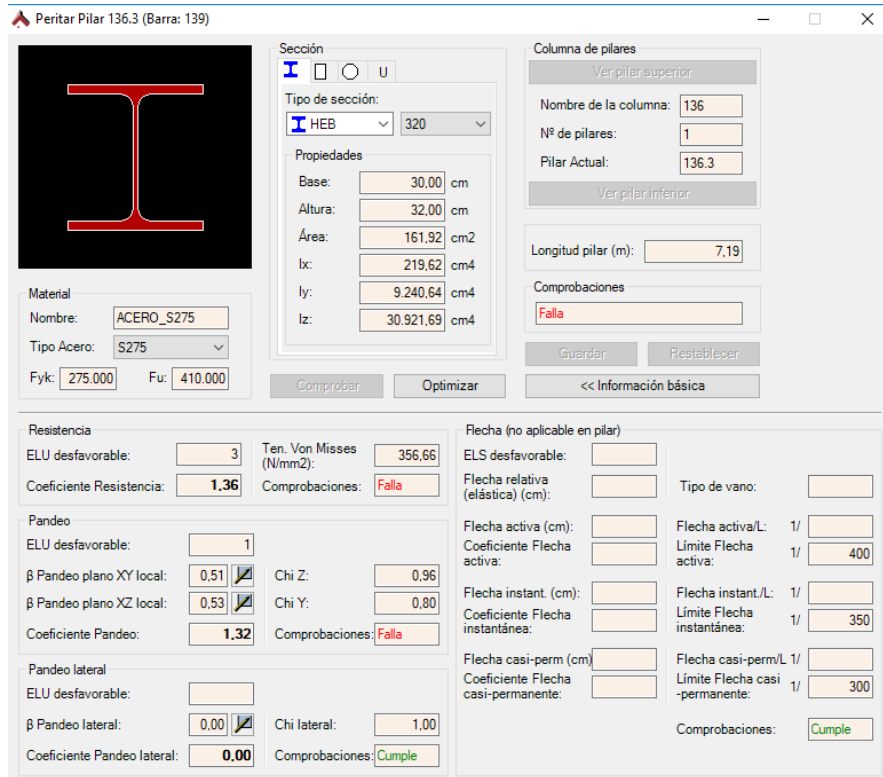 Peritar Pilar 136.3 (Barra: 139)
Sección
U
Tipo de sección:
HEB 320
Propiedades
Base: 30,00 cm
Altura: 32,00 cm
Área: 161,92 cm2
Ix: 219,62 cm4
Iy: 9.240,64 cm4
Iz: 30.921,69 cm4
Columna de pilares
Ver pilar superior
Nombre de la columna: 136
Nº de pilares: 1
Pilar Actual: 136.3
Ver pilar inferior
Longitud pilar (m): 7,19
Comprobaciones
Falla
Guardar Restablecer
<< Información básica
Material
Nombre: ACERO_S275
Tipo Acero: S275
Fyk: 275.000 Fu: 410.000
Comprobar Optimizar
Resistencia
ELU desfavorable: 3 Ten. Von Misses (N/mm2): 356,66
Coeficiente Resistencia: 1,36 Comprobaciones: Falla
Pandeo
ELU desfavorable: 1
β Pandeo plano XY local: 0,51 Chi Z: 0,96
β Pandeo plano XZ local: 0,53 Chi Y: 0,80
Coeficiente Pandeo: 1,32 Comprobaciones: Falla
Pandeo lateral
ELU desfavorable:
β Pandeo lateral: 0,00 Chi lateral: 1,00
Coeficiente Pandeo lateral: 0,00 Comprobaciones: Cumple
Flecha (no aplicable en pilar)
ELS desfavorable:
Flecha relativa (elástica) (cm): Tipo de vano:
Flecha activa (cm): Flecha activa/L: 1/
Coeficiente Flecha activa: Límite Flecha activa: 1/ 400
Flecha instant. (cm): Flecha instant./L: 1/
Coeficiente Flecha instantánea: Límite Flecha instantánea: 1/ 350
Flecha casi-perm (cm) Flecha casi-perm/L 1/
Coeficiente Flecha casi-permanente: Límite Flecha casi -permanente: 1/ 300
Comprobaciones: Cumple